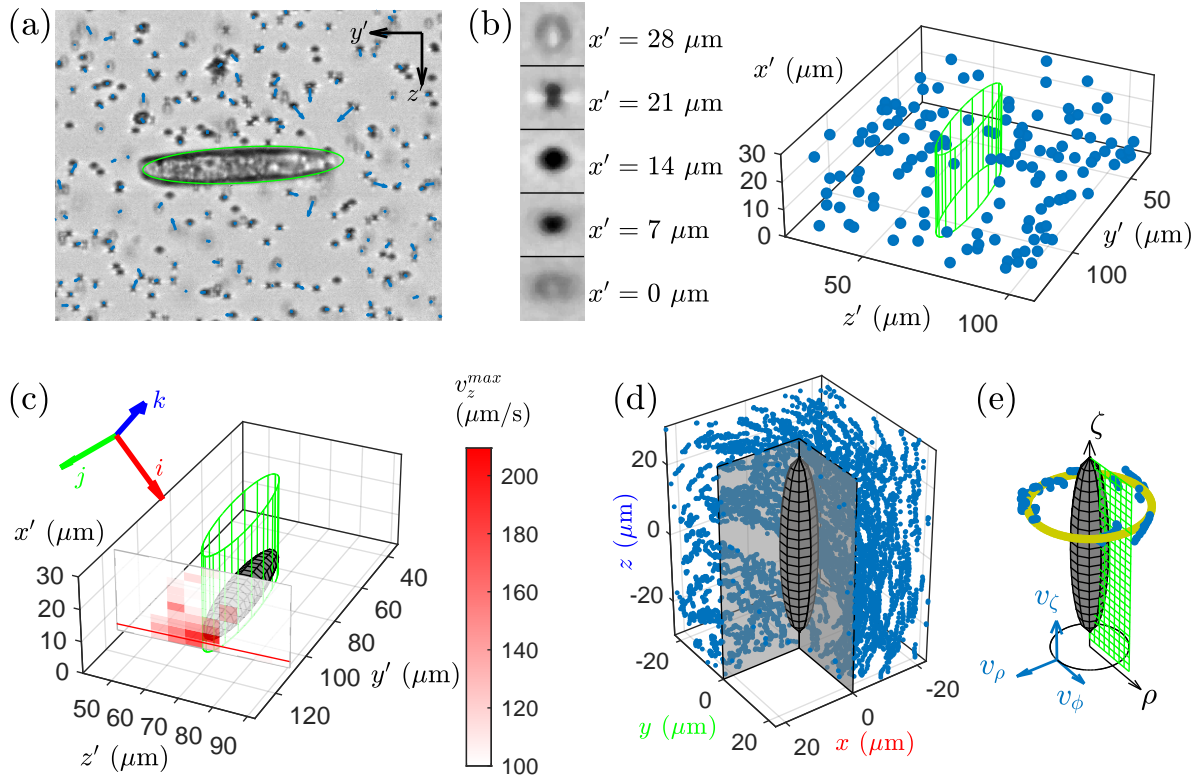 (a)
y′
z′
(b)
x′ = 28 μm
x′ = 21 μm
x′ = 14 μm
x′ = 7 μm
x′ = 0 μm
x′ (μm)
30
20
10
0
50
100
z′ (μm)
50
100
y′ (μm)
(c)
k
j
i
x′ (μm)
30
20
10
0
50 60 70 80 90
z′ (μm)
40
60
80
100
120
y′ (μm)
v_z^max
(μm/s)
200
180
160
140
120
100
(d)
z (μm)
20
0
-20
-20
0
20
y (μm)
-20
0
20
x (μm)
(e)
ζ
v_ζ
v_ρ
v_ϕ
ρ